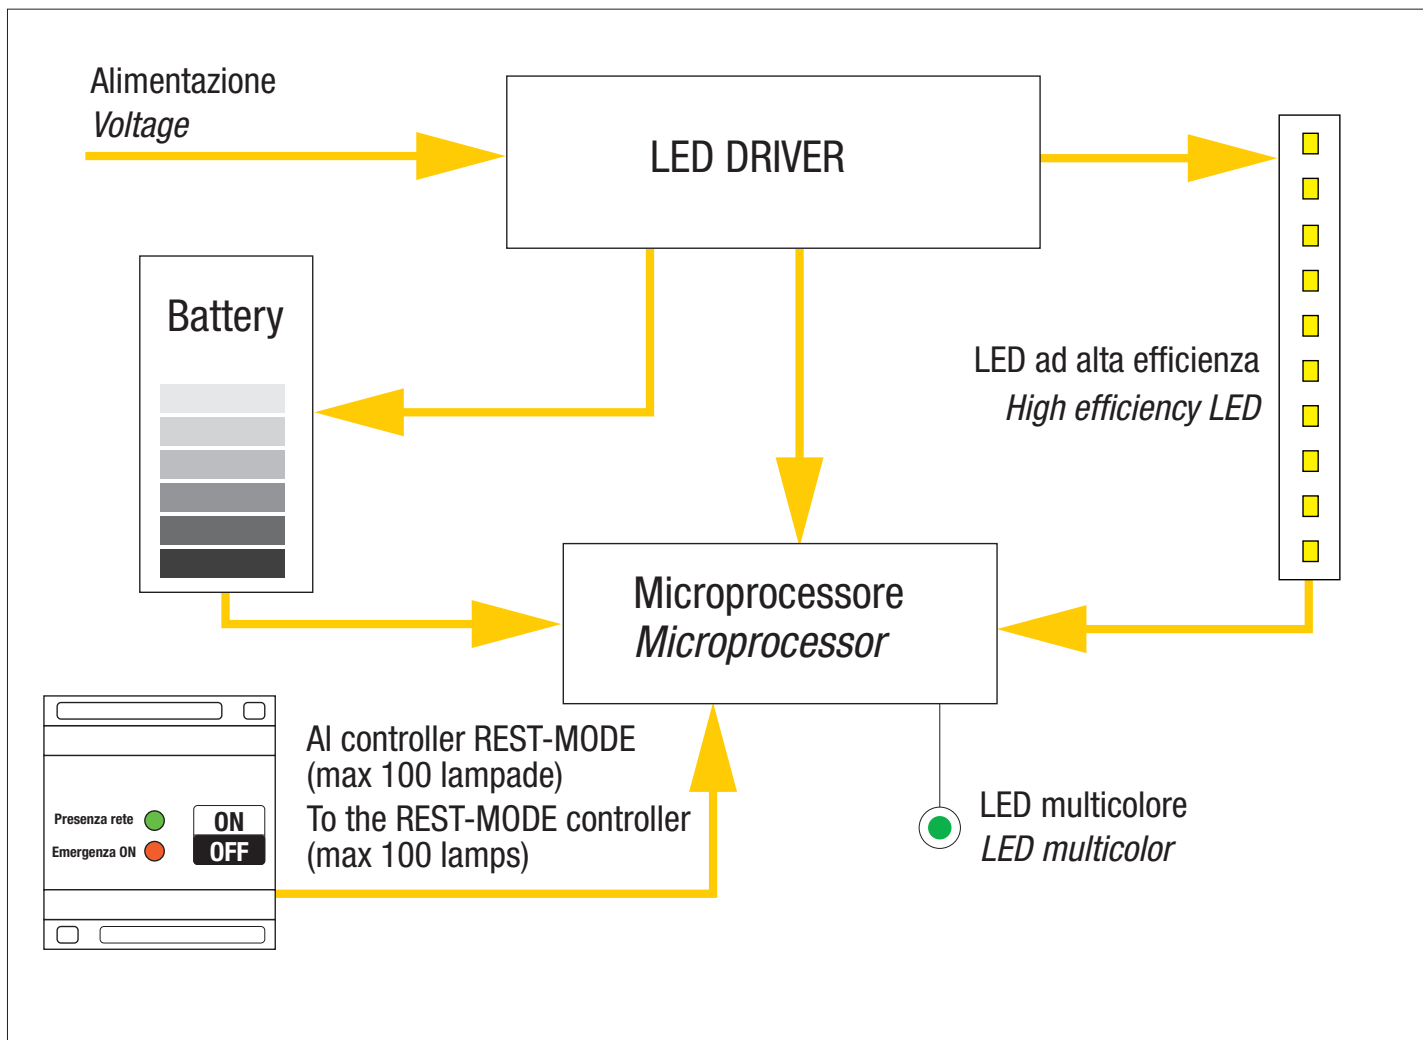 Alimentazione
Voltage
LED DRIVER
Battery
LED ad alta efficienza
High efficiency LED
Microprocessore
Microprocessor
Al controller REST-MODE
(max 100 lampade)
To the REST-MODE controller
(max 100 lamps)
Presenza rete
Emergenza ON
ON
OFF
LED multicolore
LED multicolor